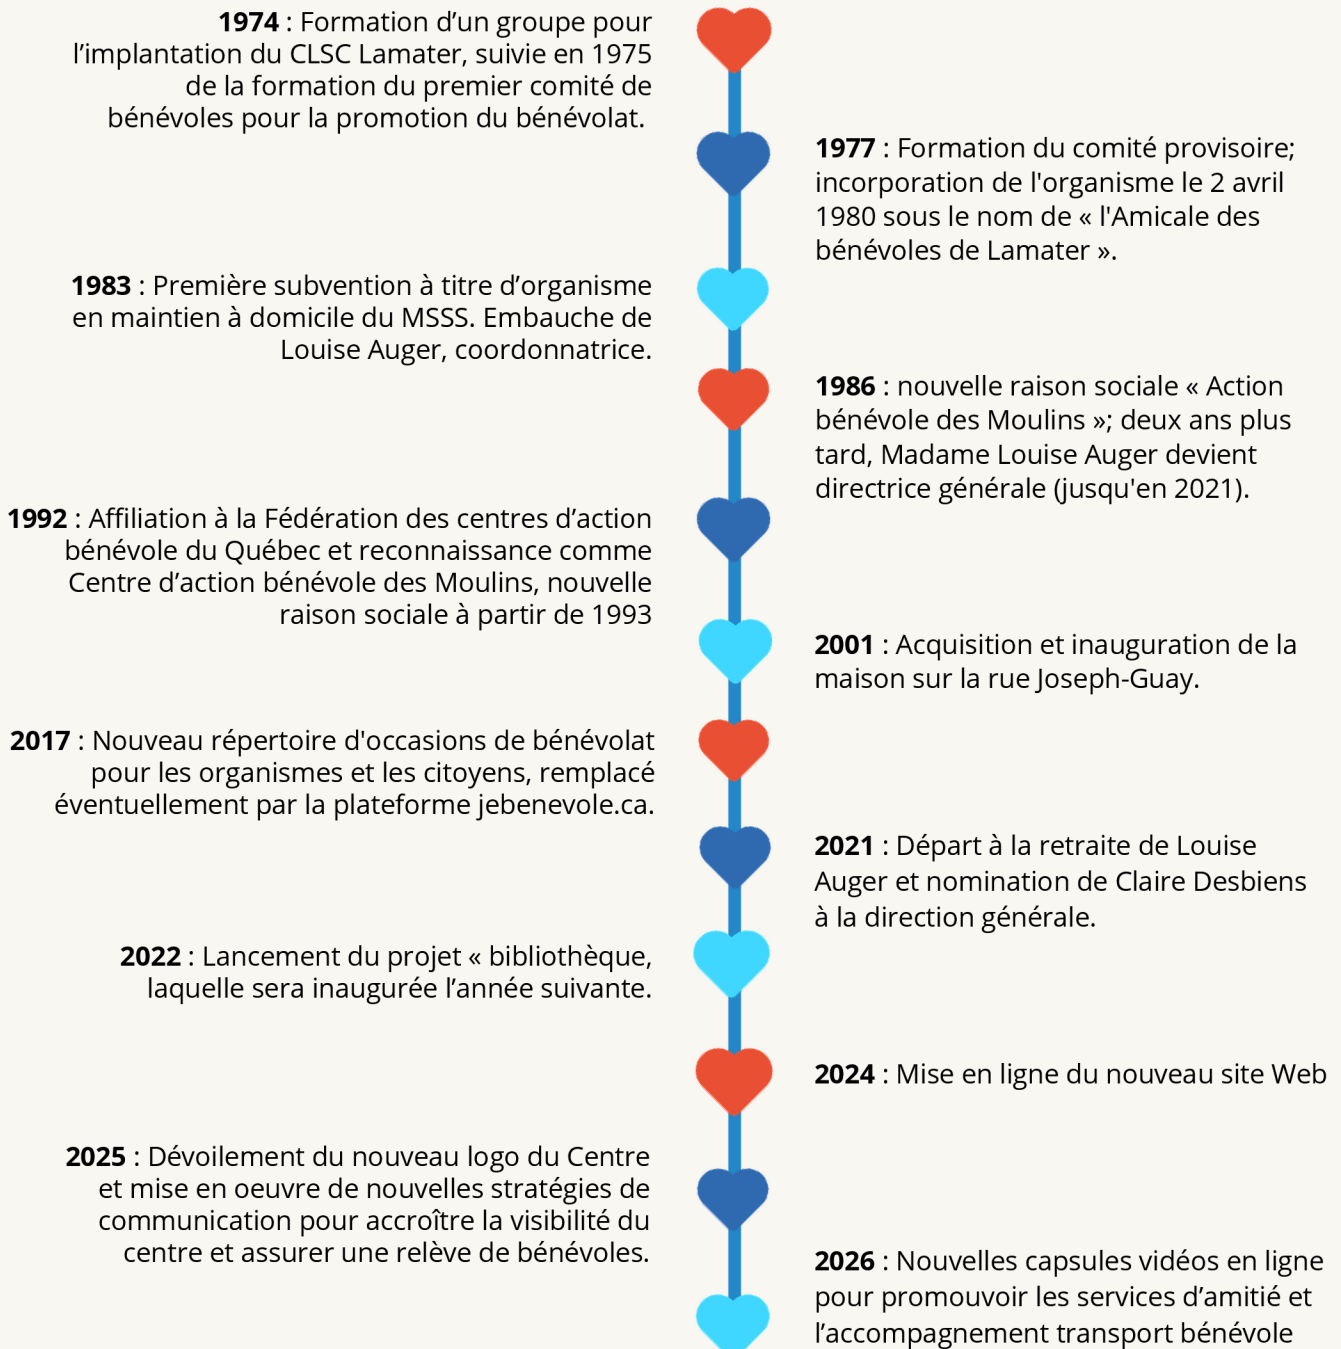 1974 : Formation d’un groupe pour
l’implantation du CLSC Lamater, suivie en 1975
de la formation du premier comité de
bénévoles pour la promotion du bénévolat.
1977 : Formation du comité provisoire;
incorporation de l'organisme le 2 avril
1980 sous le nom de « l'Amicale des
bénévoles de Lamater ».
1983 : Première subvention à titre d’organisme
en maintien à domicile du MSSS. Embauche de
Louise Auger, coordonnatrice.
1986 : nouvelle raison sociale « Action
bénévole des Moulins »; deux ans plus
tard, Madame Louise Auger devient
directrice générale (jusqu'en 2021).
1992 : Affiliation à la Fédération des centres d’action
bénévole du Québec et reconnaissance comme
Centre d’action bénévole des Moulins, nouvelle
raison sociale à partir de 1993
2001 : Acquisition et inauguration de la
maison sur la rue Joseph-Guay.
2017 : Nouveau répertoire d'occasions de bénévolat
pour les organismes et les citoyens, remplacé
éventuellement par la plateforme jebenevole.ca.
2021 : Départ à la retraite de Louise
Auger et nomination de Claire Desbiens
à la direction générale.
2022 : Lancement du projet « bibliothèque,
laquelle sera inaugurée l’année suivante.
2024 : Mise en ligne du nouveau site Web
2025 : Dévoilement du nouveau logo du Centre
et mise en oeuvre de nouvelles stratégies de
communication pour accroître la visibilité du
centre et assurer une relève de bénévoles.
2026 : Nouvelles capsules vidéos en ligne
pour promouvoir les services d’amitié et
l’accompagnement transport bénévole